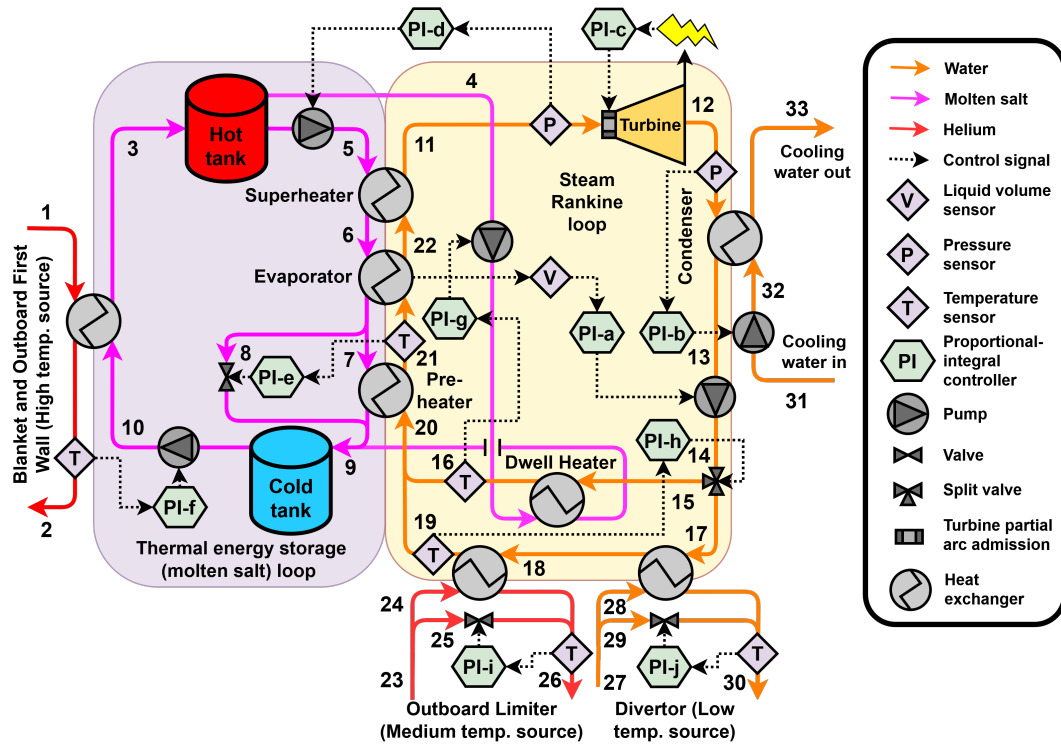 PI-d
PI-c
4
12
33
Hot
tank
P
Turbine
3
5
11
Cooling
water out
1
Superheater
Steam
Rankine
loop
P
Condenser
6
22
Evaporator
V
32
PI-g
PI-a
PI-b
Blanket and Outboard First
Wall (High temp. source)
8
7
T
21
13
Cooling
water in
PI-e
Pre-
heater
31
10
20
PI-h
9
16
14
T
Cold
tank
T
Dwell Heater
15
PI-f
2
19
17
Thermal energy storage
(molten salt) loop
T
18
24
28
25
29
PI-i
T
PI-j
T
23
26
27
30
Outboard Limiter
(Medium temp. source)
Divertor (Low
temp. source)
Water
Molten salt
Helium
Control signal
V
Liquid volume
sensor
P
Pressure
sensor
T
Temperature
sensor
PI
Proportional-
integral
controller
Pump
Valve
Split valve
Turbine partial
arc admission
Heat
exchanger